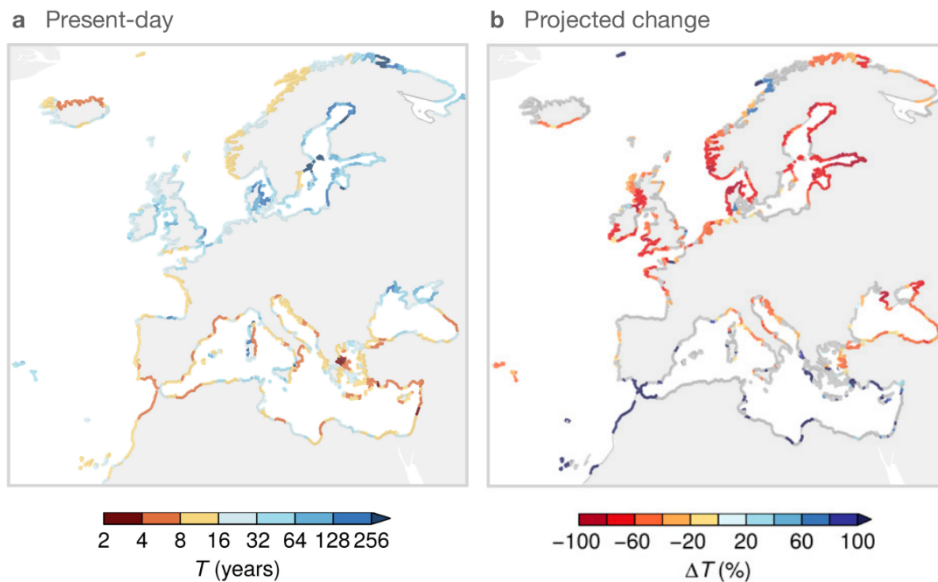 a Present-day
b Projected change
2 4 8 16 32 64 128 256
T (years)
−100 −60 −20 20 60 100
ΔT (%)